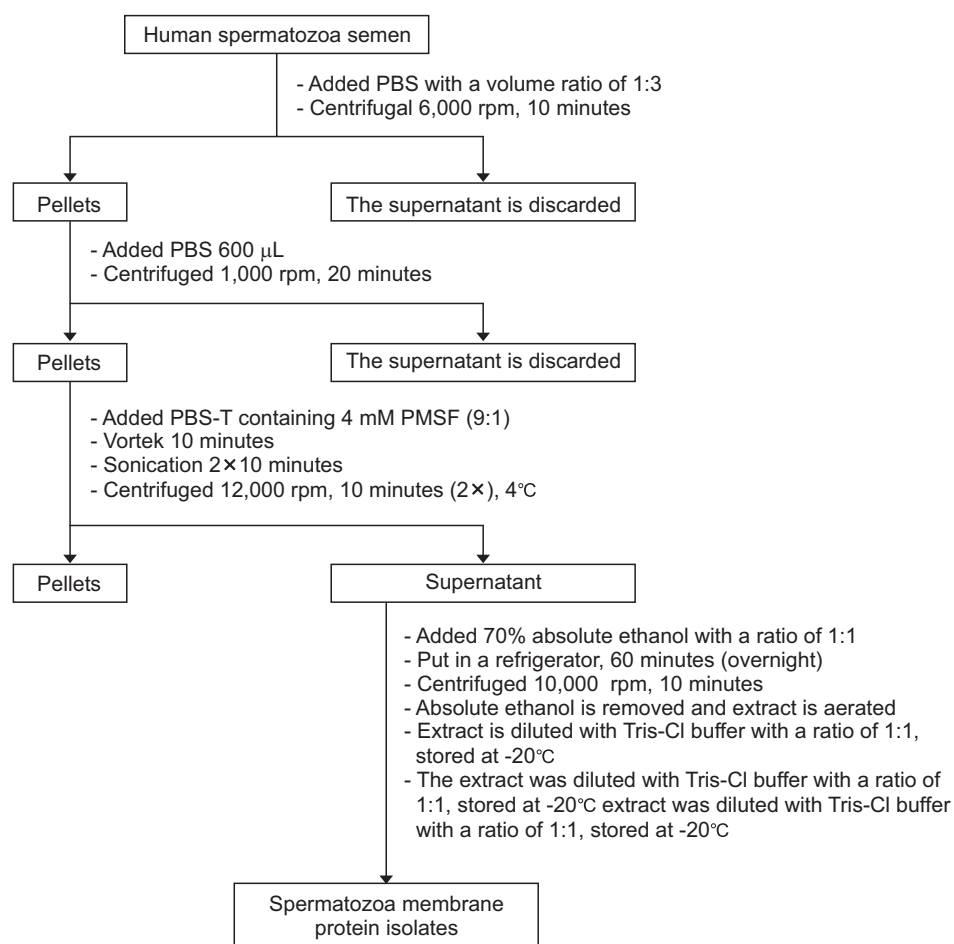 Human spermatozoa semen
- Added PBS with a volume ratio of 1:3
- Centrifugal 6,000 rpm, 10 minutes
Pellets
The supernatant is discarded
- Added PBS 600 μL
- Centrifuged 1,000 rpm, 20 minutes
Pellets
The supernatant is discarded
- Added PBS-T containing 4 mM PMSF (9:1)
- Vortek 10 minutes
- Sonication 2×10 minutes
- Centrifuged 12,000 rpm, 10 minutes (2×), 4℃
Pellets
Supernatant
- Added 70% absolute ethanol with a ratio of 1:1
- Put in a refrigerator, 60 minutes (overnight)
- Centrifuged 10,000 rpm, 10 minutes
- Absolute ethanol is removed and extract is aerated
- Extract is diluted with Tris-Cl buffer with a ratio of 1:1,
stored at -20℃
- The extract was diluted with Tris-Cl buffer with a ratio of
1:1, stored at -20℃ extract was diluted with Tris-Cl buffer
with a ratio of 1:1, stored at -20℃
Spermatozoa membrane
protein isolates